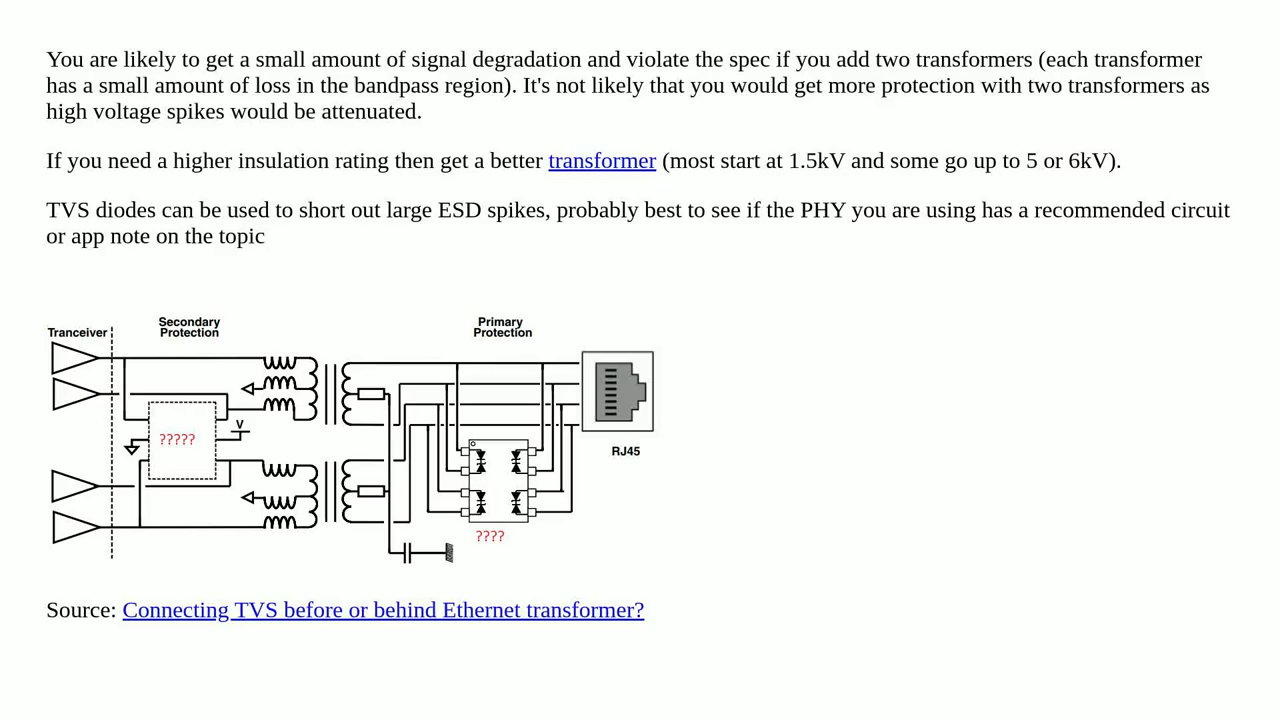 You are likely to get a small amount of signal degradation and violate the spec if you add two transformers (each transformer
has a small amount of loss in the bandpass region). It's not likely that you would get more protection with two transformers as
high voltage spikes would be attenuated.
If you need a higher insulation rating then get a better transformer (most start at 1.5kV and some go up to 5 or 6kV).
TVS diodes can be used to short out large ESD spikes, probably best to see if the PHY you are using has a recommended circuit
or app note on the topic
Tranceiver
Secondary
Protection
Primary
Protection
V
?????
RJ45
????
Source: Connecting TVS before or behind Ethernet transformer?